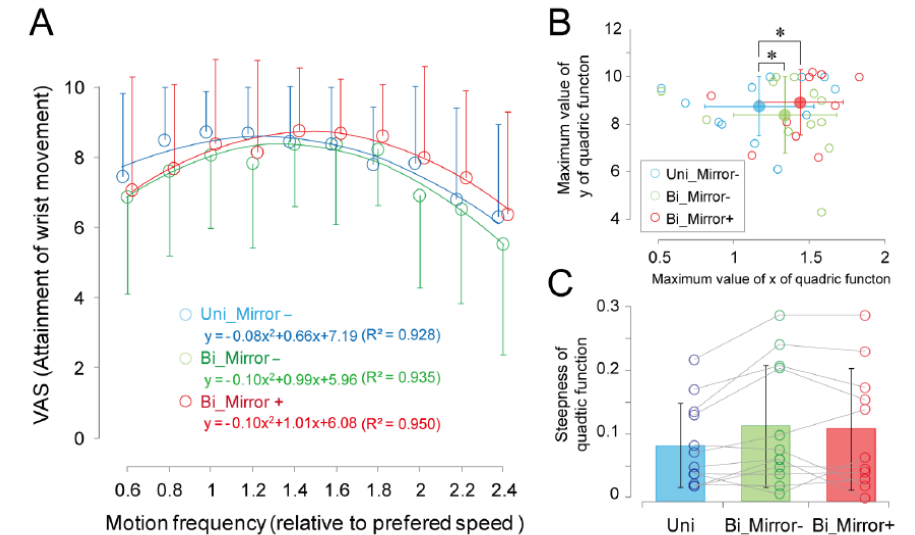 A
VAS (Attainment of wrist movement)
10
8
6
4
2
0
Uni_Mirror −
y = -0.08x²+0.66x+7.19 (R² = 0.928)
Bi_Mirror −
y = -0.10x²+0.99x+5.96 (R² = 0.935)
Bi_Mirror +
y = -0.10x²+1.01x+6.08 (R² = 0.950)
0.6 0.8 1 1.2 1.4 1.6 1.8 2.2 2.2 2.4
Motion frequency (relative to prefered speed )
B
Maximum value of
y of quadric functon
12
10
8
6
4
*
*
Uni_Mirror-
Bi_Mirror-
Bi_Mirror+
0.5 1 1.5 2
Maximum value of x of quadric functon
C
Steepness of
quadtic function
0.3
0.2
0.1
0
Uni Bi_Mirror- Bi_Mirror+